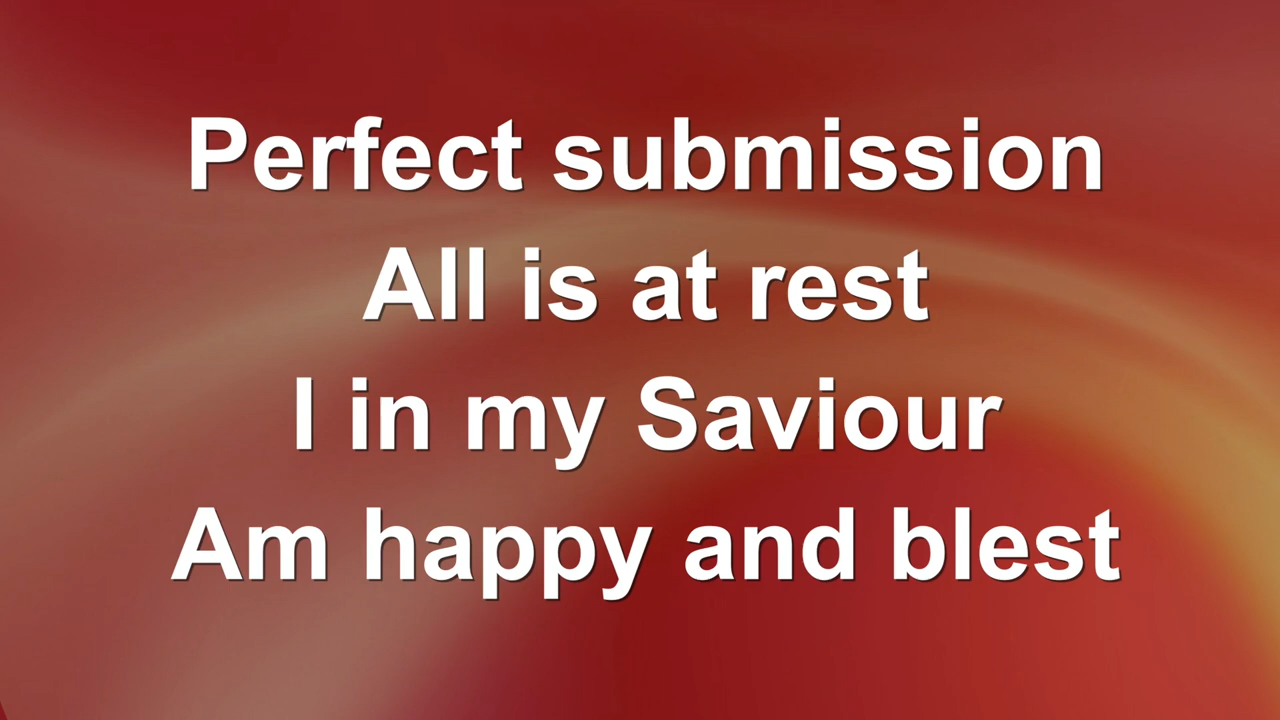 Perfect submission
All is at rest
I in my Saviour
Am happy and blest